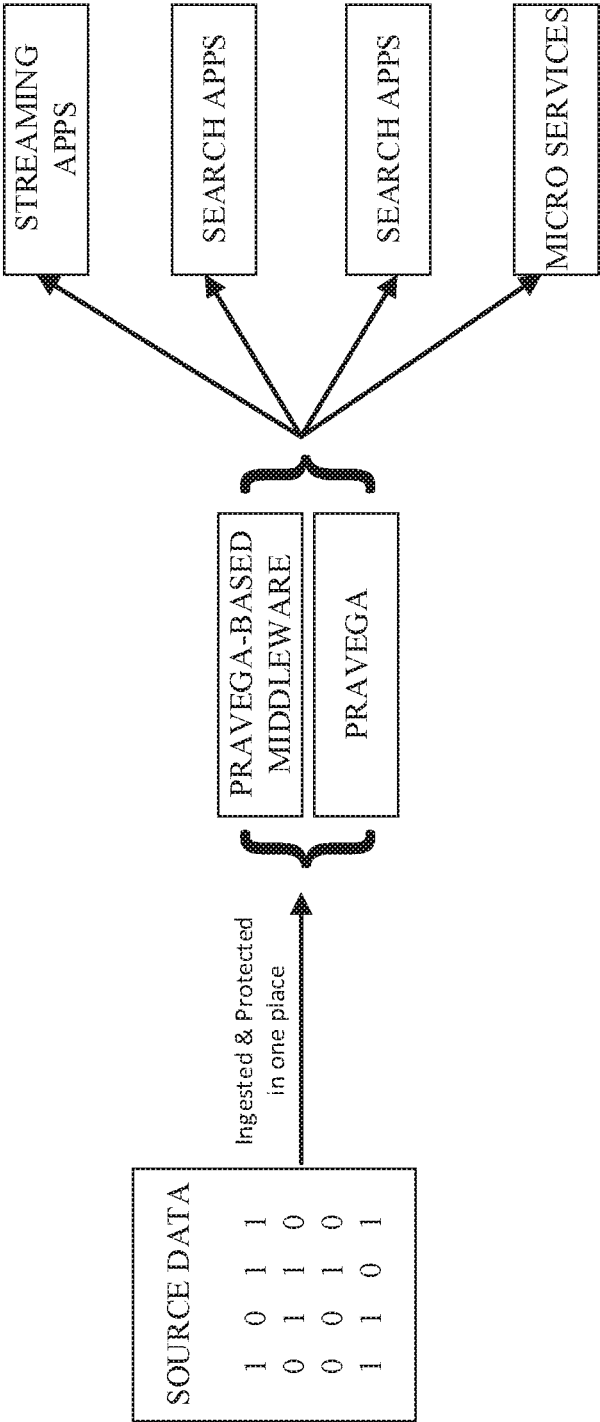 SOURCE DATA
1 0 1 1
0 1 1 0
0 0 1 0
1 1 0 1
Ingested & Protected
in one place
PRAVEGA-BASED
MIDDLEWARE
PRAVEGA
STREAMING
APPS
SEARCH APPS
SEARCH APPS
MICRO SERVICES